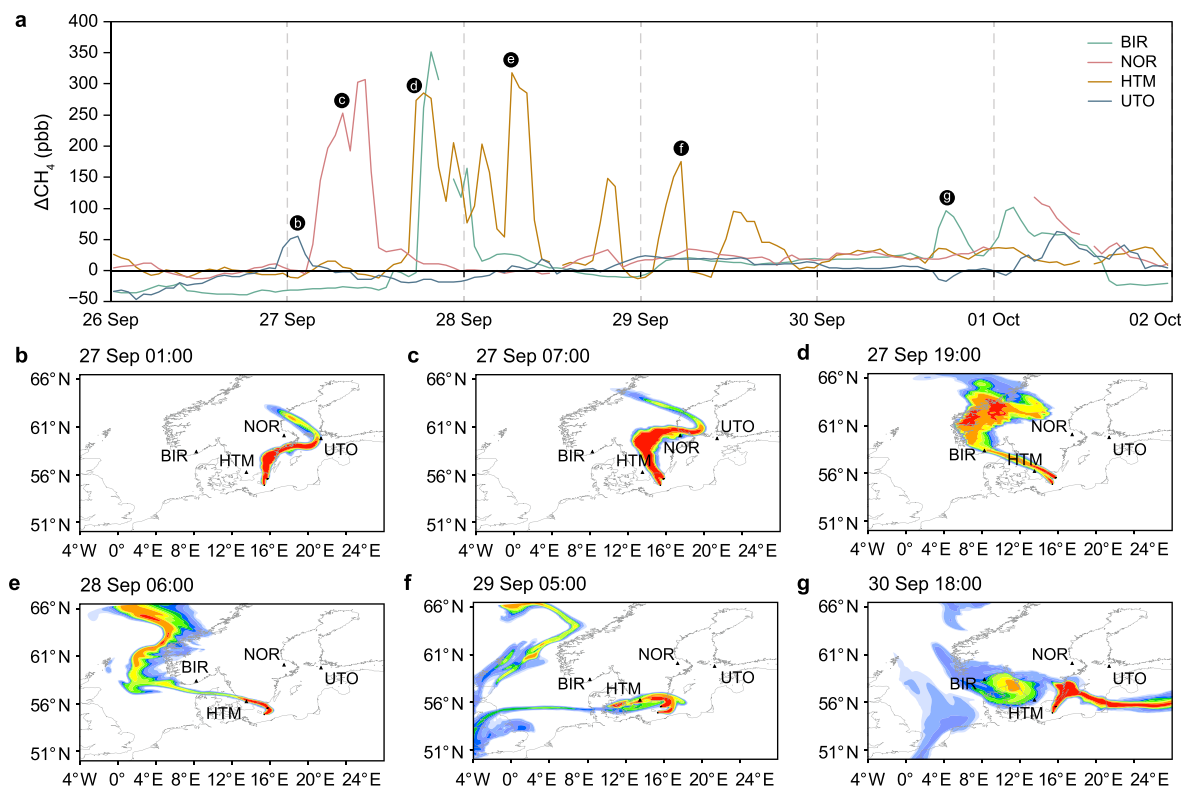 a
400
350
300
250
200
150
100
50
0
−50
ΔCH4 (pbb)
b
c
d
e
f
g
BIR
NOR
HTM
UTO
26 Sep 27 Sep 28 Sep 29 Sep 30 Sep 01 Oct 02 Oct
b 27 Sep 01:00
66° N
61° N
56° N
51° N
NOR
BIR
HTM
UTO
4° W 0° 4° E 8° E 12° E 16° E 20° E 24° E
c 27 Sep 07:00
66° N
61° N
56° N
51° N
UTO
NOR
BIR
HTM
4° W 0° 4° E 8° E 12° E 16° E 20° E 24° E
d 27 Sep 19:00
66° N
61° N
56° N
51° N
NOR
BIR
HTM
UTO
4° W 0° 4° E 8° E 12° E 16° E 20° E 24° E
e 28 Sep 06:00
66° N
61° N
56° N
51° N
NOR
BIR
UTO
HTM
4° W 0° 4° E 8° E 12° E 16° E 20° E 24° E
f 29 Sep 05:00
66° N
61° N
56° N
51° N
NOR
BIR
HTM
UTO
4° W 0° 4° E 8° E 12° E 16° E 20° E 24° E
g 30 Sep 18:00
66° N
61° N
56° N
51° N
NOR
BIR
UTO
HTM
4° W 0° 4° E 8° E 12° E 16° E 20° E 24° E